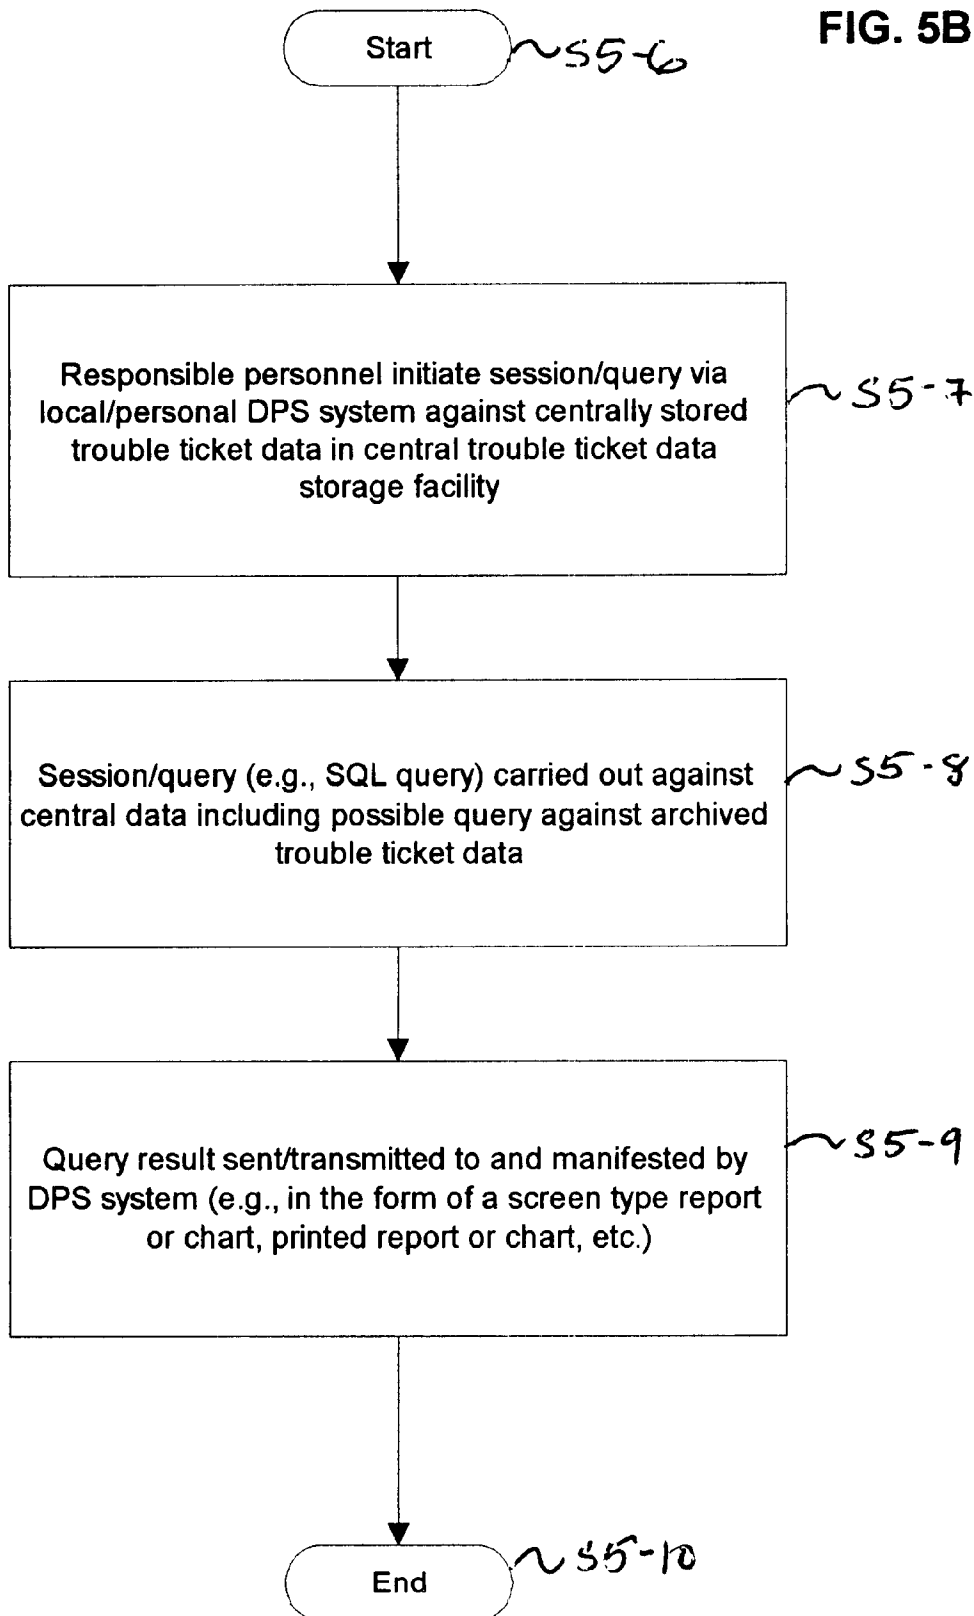 FIG. 5B
Start
S5-6
Responsible personnel initiate session/query via
local/personal DPS system against centrally stored
trouble ticket data in central trouble ticket data
storage facility
S5-7
Session/query (e.g., SQL query) carried out against
central data including possible query against archived
trouble ticket data
S5-8
Query result sent/transmitted to and manifested by
DPS system (e.g., in the form of a screen type report
or chart, printed report or chart, etc.)
S5-9
End
S5-10